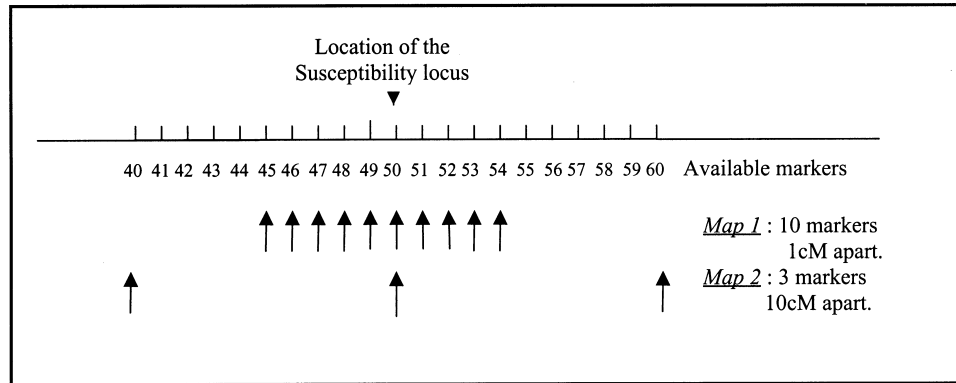 Location of the
Susceptibility locus
40 41 42 43 44 45 46 47 48 49 50 51 52 53 54 55 56 57 58 59 60 Available markers
Map 1 : 10 markers
1cM apart.
Map 2 : 3 markers
10cM apart.